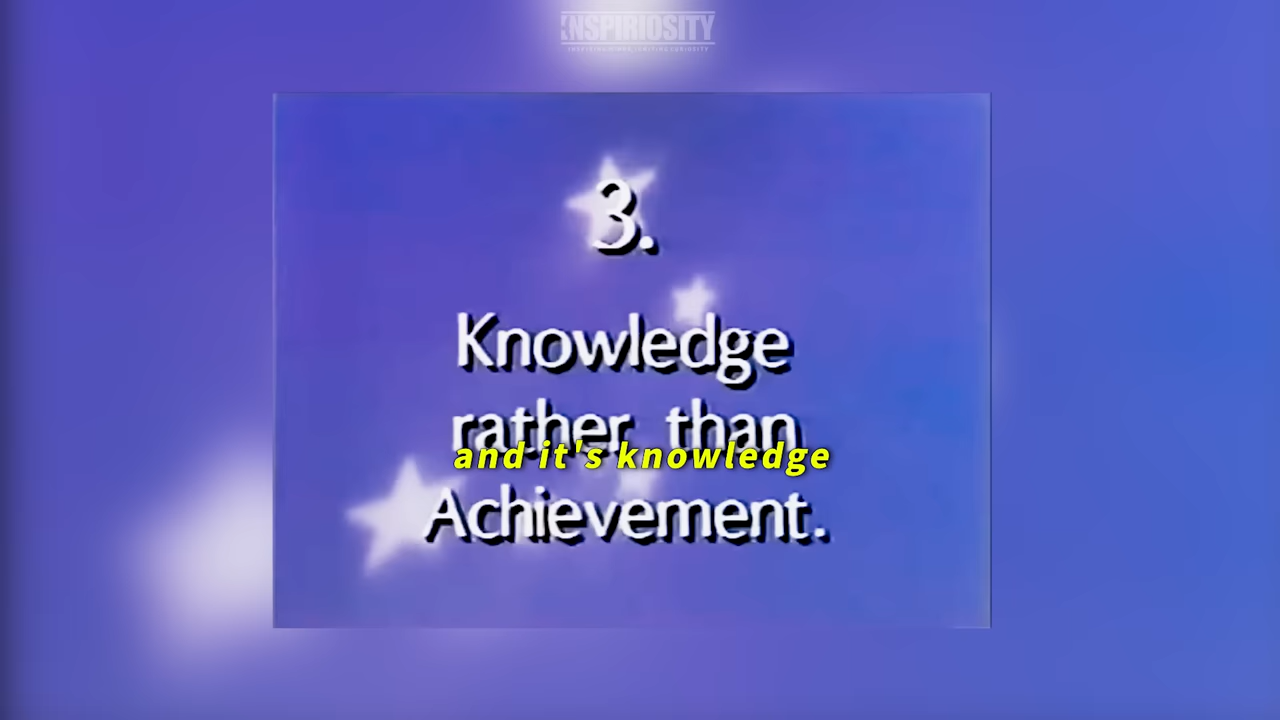 INSPIRIOSITY
3.
Knowledge
rather than
and it's knowledge
Achievement.